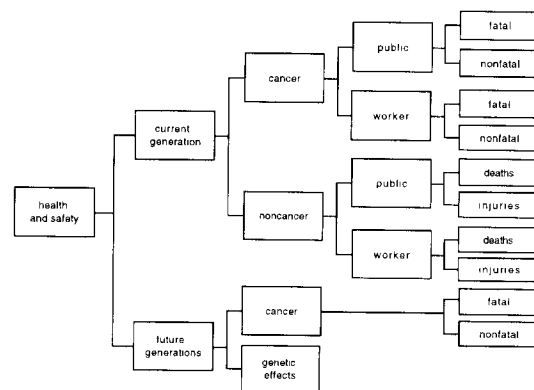 health
and safety
current
generation
cancer
public
fatal
nonfatal
worker
fatal
nonfatal
noncancer
public
deaths
injuries
worker
deaths
injuries
future
generations
cancer
fatal
nonfatal
genetic
effects